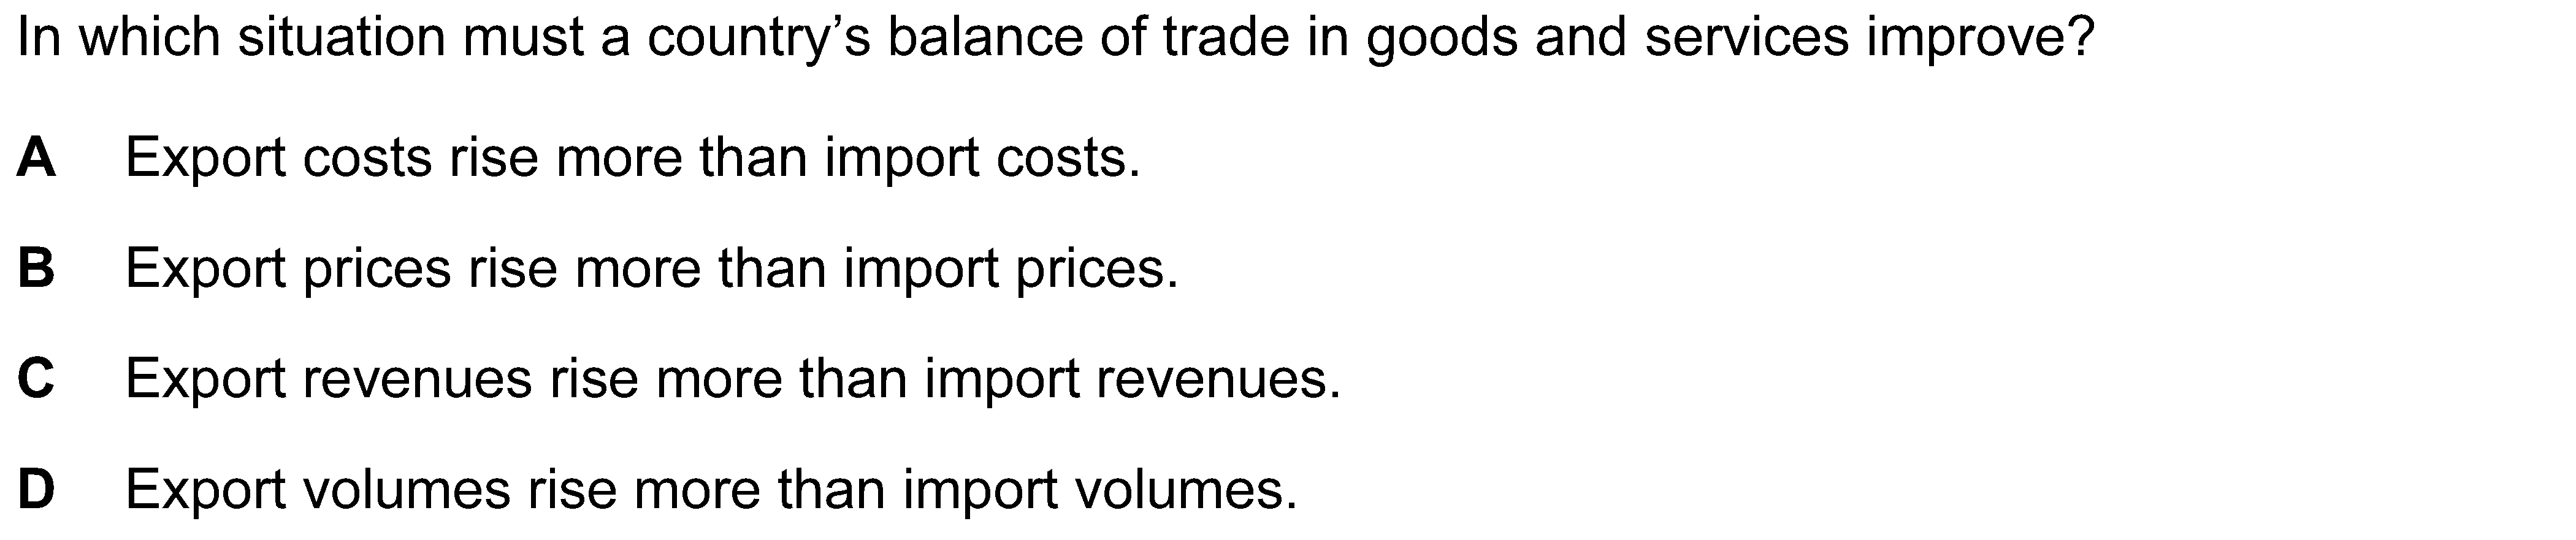 In which situation must a country’s balance of trade in goods and services improve?
A Export costs rise more than import costs.
B Export prices rise more than import prices.
C Export revenues rise more than import revenues.
D Export volumes rise more than import volumes.